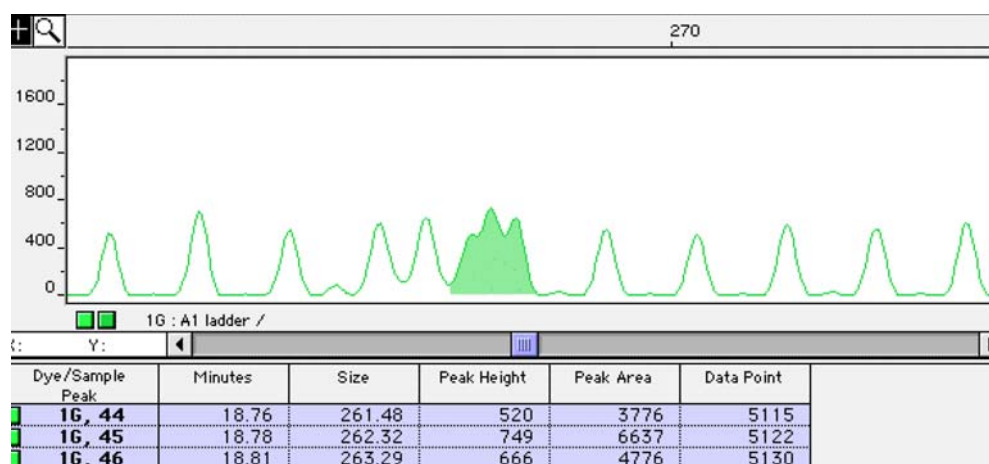 270
1600
1200
800
400
0
1G : A1 ladder /
X: Y:
Dye/Sample Peak Minutes Size Peak Height Peak Area Data Point
1G, 44 18.76 261.48 520 3776 5115
1G, 45 18.78 262.32 749 6637 5122
1G, 46 18.81 263.29 666 4776 5130